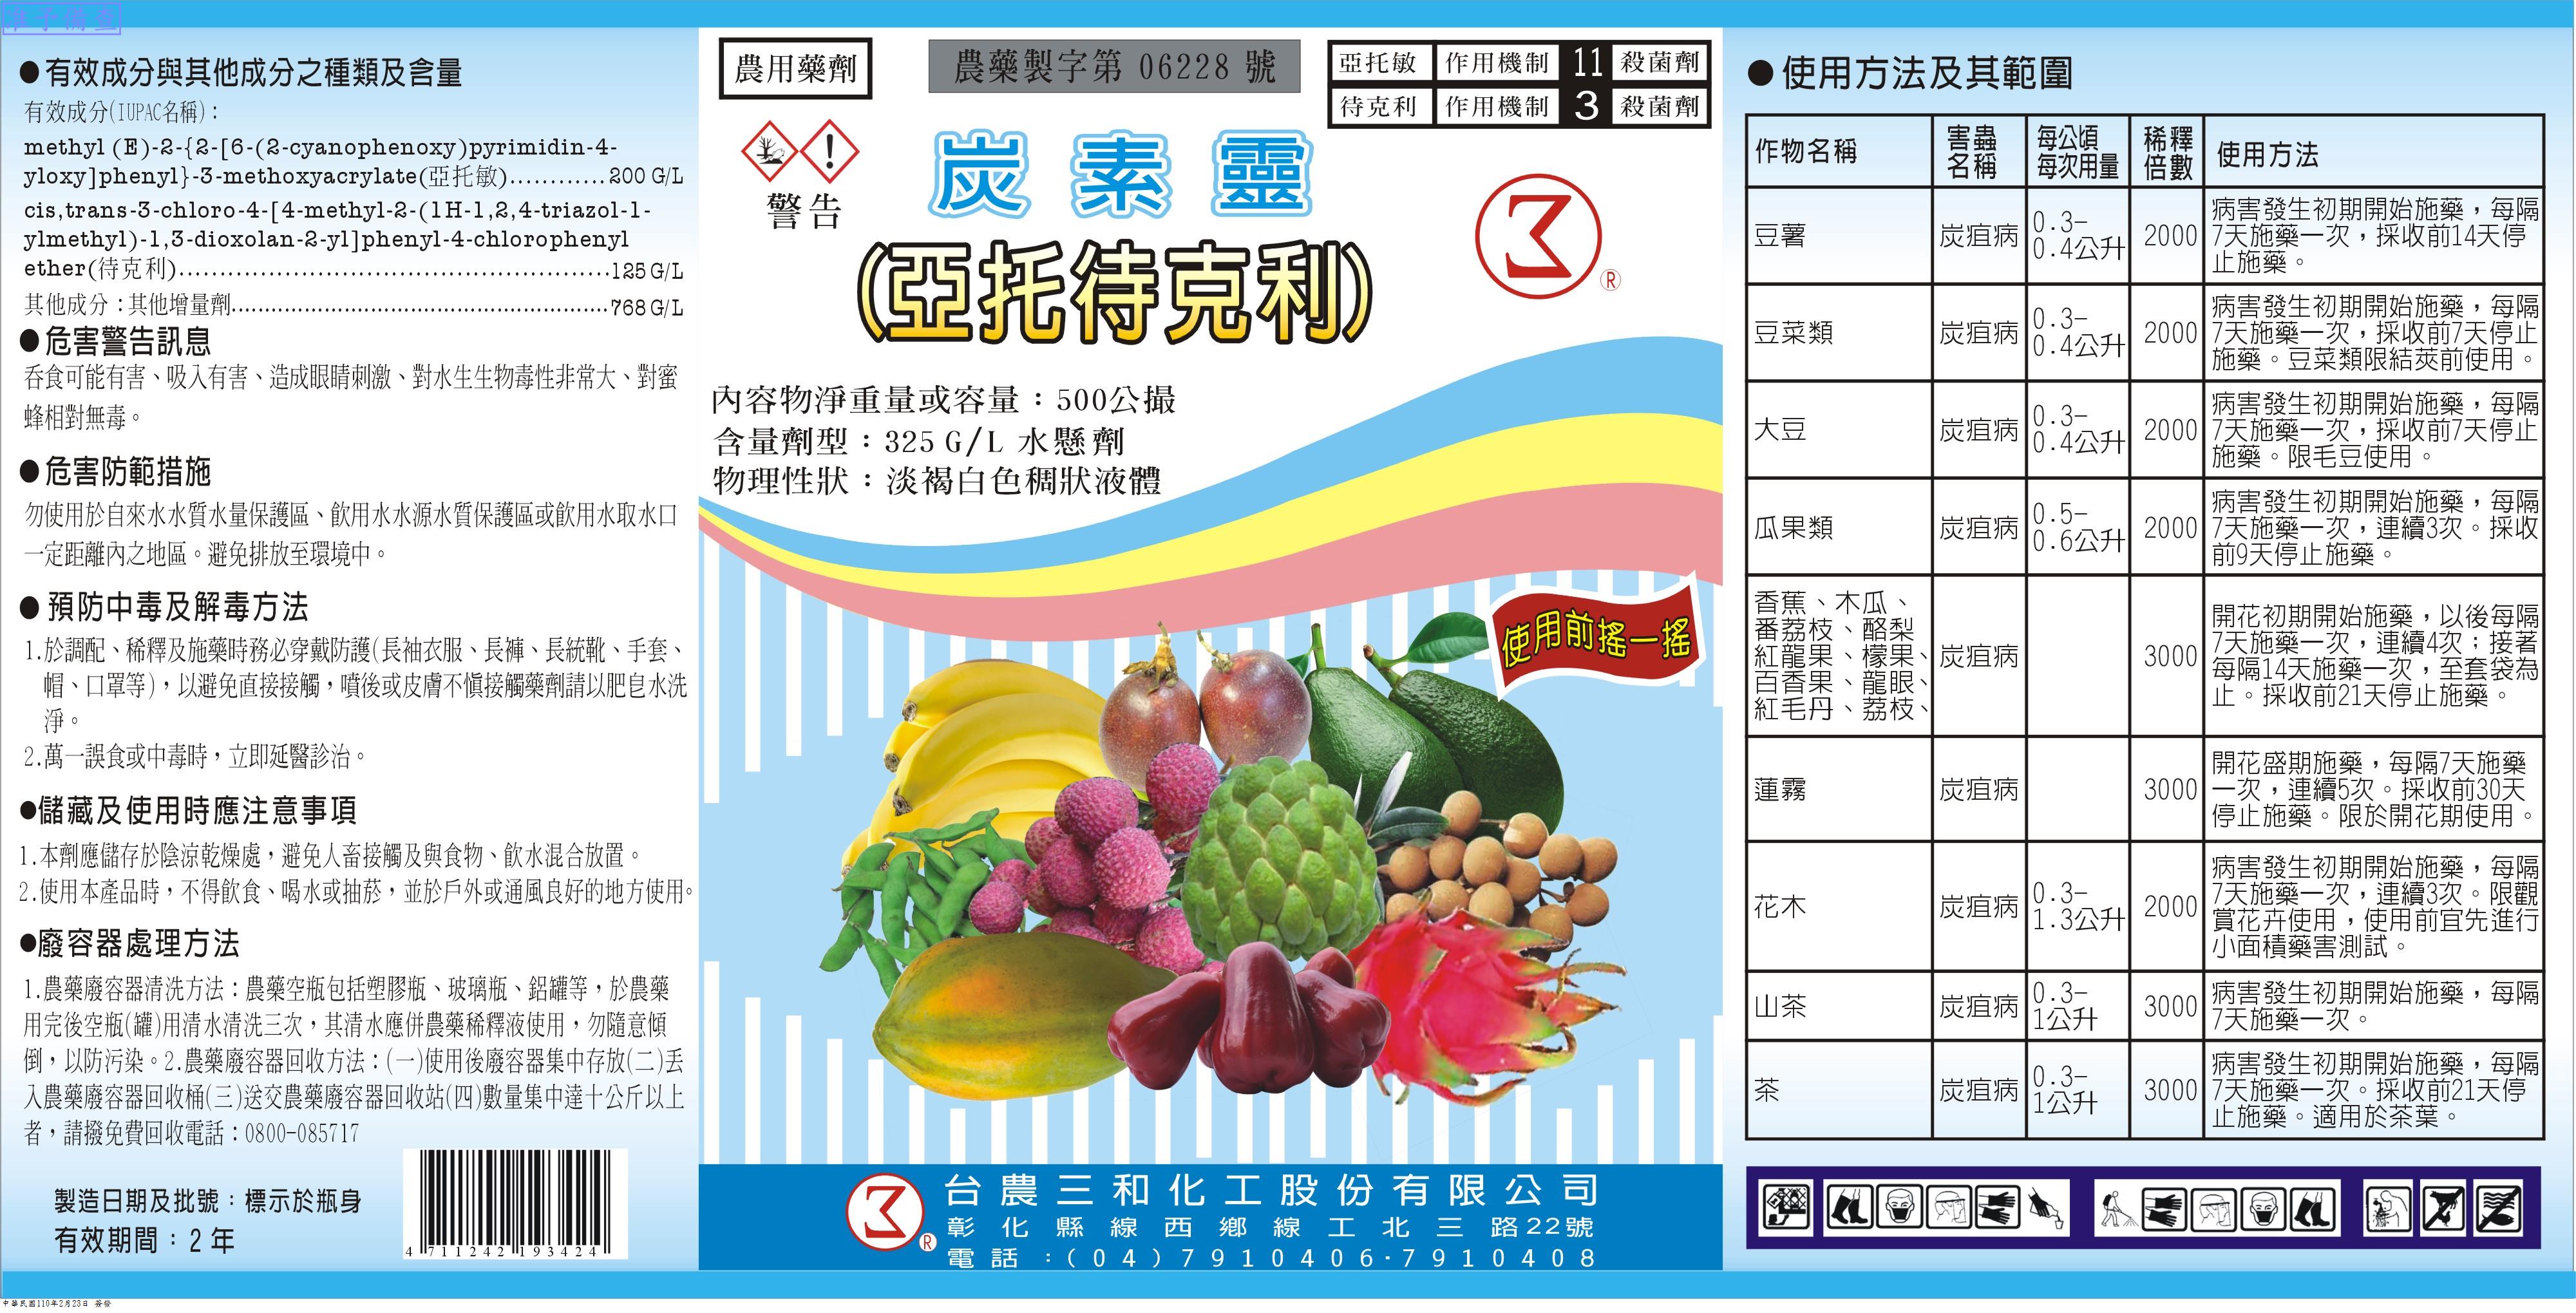 准予備查
●有效成分與其他成分之種類及含量
有效成分(IUPAC名稱)：
methyl (E)-2-{2-[6-(2-cyanophenoxy)pyrimidin-4-
yloxy]phenyl}-3-methoxyacrylate(亞托敏)............200 G/L
cis,trans-3-chloro-4-[4-methyl-2-(1H-1,2,4-triazol-1-
ylmethyl)-1,3-dioxolan-2-yl]phenyl-4-chlorophenyl
ether(待克利)....................................................125 G/L
其他成分：其他增量劑........................................................768 G/L
●危害警告訊息
吞食可能有害、吸入有害、造成眼睛刺激、對水生生物毒性非常大、對蜜
蜂相對無毒。
●危害防範措施
勿使用於自來水水質水量保護區、飲用水水源水質保護區或飲用水取水口
一定距離內之地區。避免排放至環境中。
●預防中毒及解毒方法
1.於調配、稀釋及施藥時務必穿戴防護(長袖衣服、長褲、長統靴、手套、
帽、口罩等)，以避免直接接觸，噴後或皮膚不慎接觸藥劑請以肥皂水洗
淨。
2.萬一誤食或中毒時，立即延醫診治。
●儲藏及使用時應注意事項
1.本劑應儲存於陰涼乾燥處，避免人畜接觸及與食物、飲水混合放置。
2.使用本產品時，不得飲食、喝水或抽菸，並於戶外或通風良好的地方使用。
●廢容器處理方法
1.農藥廢容器清洗方法：農藥空瓶包括塑膠瓶、玻璃瓶、鋁罐等，於農藥
用完後空瓶(罐)用清水清洗三次，其清水應併農藥稀釋液使用，勿隨意傾
倒，以防污染。2.農藥廢容器回收方法：(一)使用後廢容器集中存放(二)丟
入農藥廢容器回收桶(三)送交農藥廢容器回收站(四)數量集中達十公斤以上
者，請撥免費回收電話：0800-085717
製造日期及批號：標示於瓶身
有效期間：2 年
4 711242 193424
農用藥劑
農藥製字第 06228 號
亞托敏 作用機制 11 殺菌劑
待克利 作用機制 3 殺菌劑
警告
炭素靈
(亞托待克利)
®
內容物淨重量或容量：500公撮
含量劑型：325 G/L 水懸劑
物理性狀：淡褐白色稠狀液體
使用前搖一搖
台農三和化工股份有限公司
®
彰化縣線西鄉線工北三路22號
電話：(04)7910406·7910408
●使用方法及其範圍
作物名稱 害蟲名稱 每公頃每次用量 稀釋倍數 使用方法
豆薯 炭疽病 0.3-0.4公升 2000 病害發生初期開始施藥，每隔
7天施藥一次，採收前14天停
止施藥。
豆菜類 炭疽病 0.3-0.4公升 2000 病害發生初期開始施藥，每隔
7天施藥一次，採收前7天停止
施藥。豆菜類限結莢前使用。
大豆 炭疽病 0.3-0.4公升 2000 病害發生初期開始施藥，每隔
7天施藥一次，採收前7天停止
施藥。限毛豆使用。
瓜果類 炭疽病 0.5-0.6公升 2000 病害發生初期開始施藥，每隔
7天施藥一次，連續3次。採收
前9天停止施藥。
香蕉、木瓜、
番荔枝、酪梨
紅龍果、檬果、
百香果、龍眼、
紅毛丹、荔枝、
炭疽病 3000 開花初期開始施藥，以後每隔
7天施藥一次，連續4次；接著
每隔14天施藥一次，至套袋為
止。採收前21天停止施藥。
蓮霧 炭疽病 3000 開花盛期施藥，每隔7天施藥
一次，連續5次。採收前30天
停止施藥。限於開花期使用。
花木 炭疽病 0.3-1.3公升 2000 病害發生初期開始施藥，每隔
7天施藥一次，連續3次。限觀
賞花卉使用，使用前宜先進行
小面積藥害測試。
山茶 炭疽病 0.3-1公升 3000 病害發生初期開始施藥，每隔
7天施藥一次。
茶 炭疽病 0.3-1公升 3000 病害發生初期開始施藥，每隔
7天施藥一次。採收前21天停
止施藥。適用於茶葉。
中華民國110年2月23日 簽發